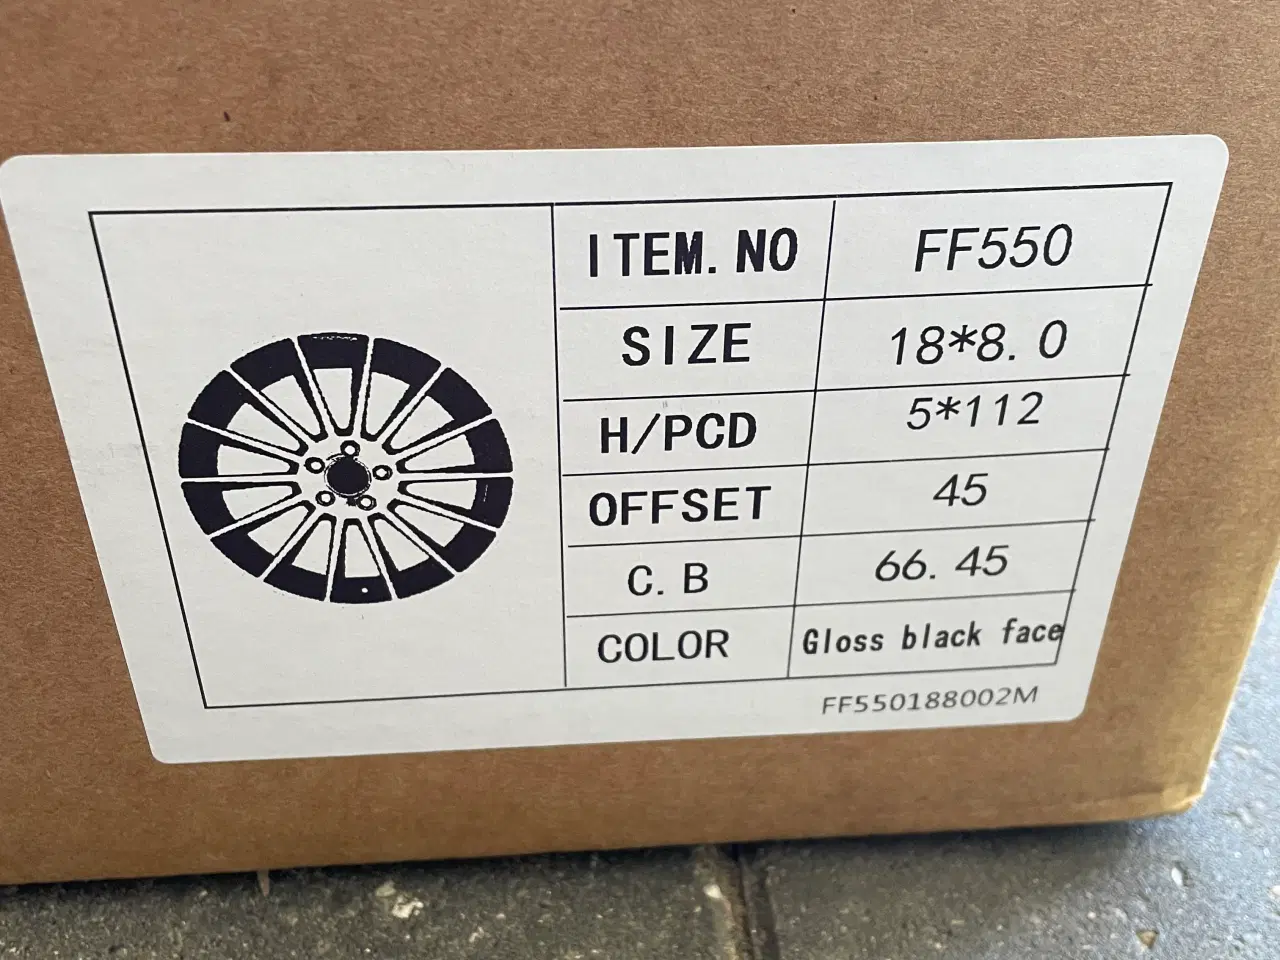 ITEM.NO FF550
SIZE 18*8.0
H/PCD 5*112
OFFSET 45
C.B 66.45
COLOR Gloss black face
FF550188002M